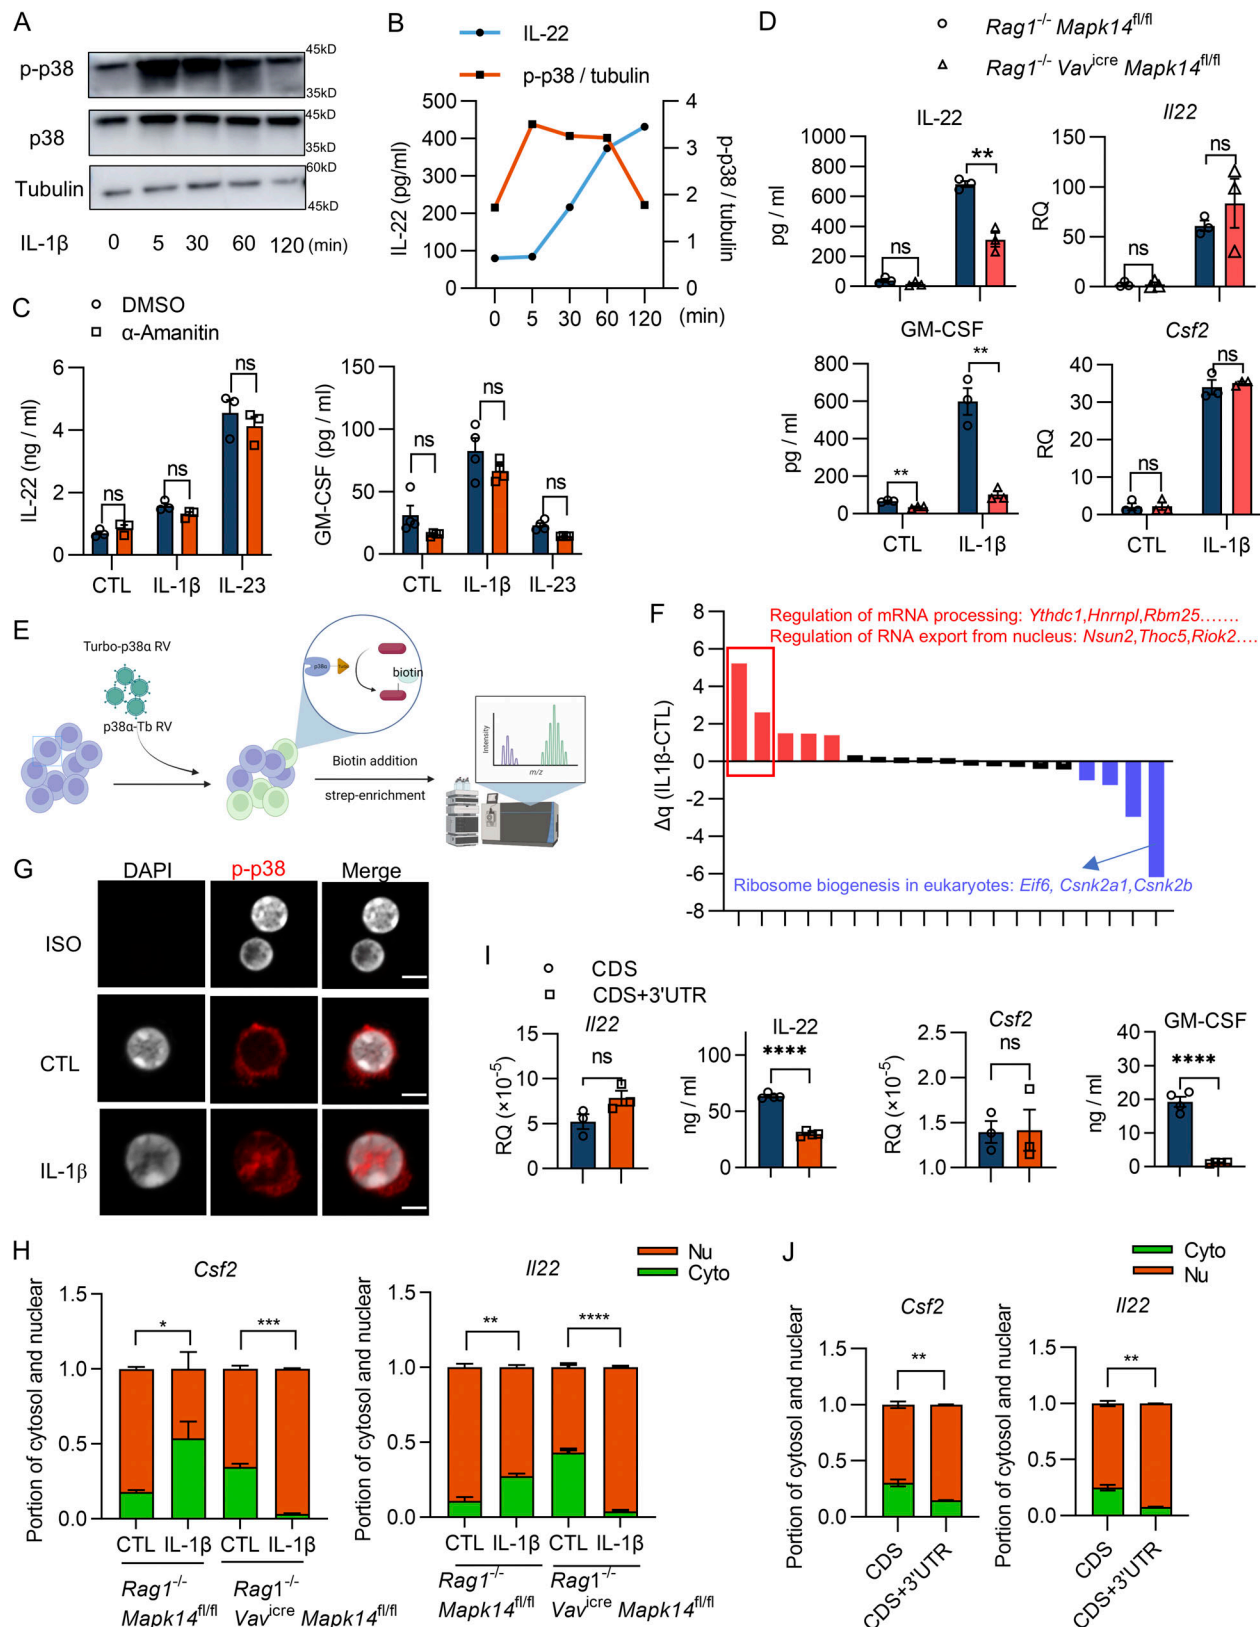 A
p-p38
45kD
35kD
p38
45kD
35kD
Tubulin
60kD
45kD
IL-1β 0 5 30 60 120 (min)
B
IL-22
p-p38 / tubulin
IL-22 (pg/ml)
500
400
300
200
100
0
p-p38 / tubulin
4
3
2
1
0
0 5 30 60 120 (min)
C
DMSO
α-Amanitin
IL-22 (ng / ml)
6
4
2
0
ns ns ns
CTL IL-1β IL-23
GM-CSF (pg / ml)
150
100
50
0
ns ns ns
CTL IL-1β IL-23
D
Rag1-/- Mapk14fl/fl
Rag1-/- Vavicre Mapk14fl/fl
IL-22
pg / ml
1000
800
600
400
200
0
ns **
Il22
RQ
150
100
50
0
ns ns
GM-CSF
pg / ml
800
600
400
200
0
** **
CTL IL-1β
Csf2
RQ
40
30
20
10
0
ns ns
CTL IL-1β
E
Turbo-p38α RV
p38α-Tb RV
p38α
biotin
Biotin addition
strep-enrichment
Intensity
m/z
F
Regulation of mRNA processing: Ythdc1,Hnrnpl,Rbm25.......
Regulation of RNA export from nucleus: Nsun2,Thoc5,Riok2....
Δq (IL1β-CTL)
8
6
4
2
0
-2
-4
-6
-8
Ribosome biogenesis in eukaryotes: Eif6, Csnk2a1,Csnk2b
G
DAPI p-p38 Merge
ISO
CTL
IL-1β
I
CDS
CDS+3'UTR
Il22
RQ (×10-5)
15
10
5
0
ns
IL-22
ng / ml
100
50
0
****
Csf2
RQ (×10-5)
2.5
2.0
1.5
1.0
ns
GM-CSF
ng / ml
40
30
20
10
0
****
H
Nu
Cyto
Csf2
Portion of cytosol and nuclear
1.5
1.0
0.5
0.0
* ***
CTL IL-1β CTL IL-1β
Rag1-/- Rag1-/-
Mapk14fl/fl Vavicre Mapk14fl/fl
Il22
Portion of cytosol and nuclear
1.5
1.0
0.5
0.0
** ****
CTL IL-1β CTL IL-1β
Rag1-/- Rag1-/-
Mapk14fl/fl Vavicre Mapk14fl/fl
J
Cyto
Nu
Csf2
Portion of cytosol and nuclear
1.5
1.0
0.5
0.0
**
CDS
CDS+3'UTR
Il22
Portion of cytosol and nuclear
1.5
1.0
0.5
0.0
**
CDS
CDS+3'UTR